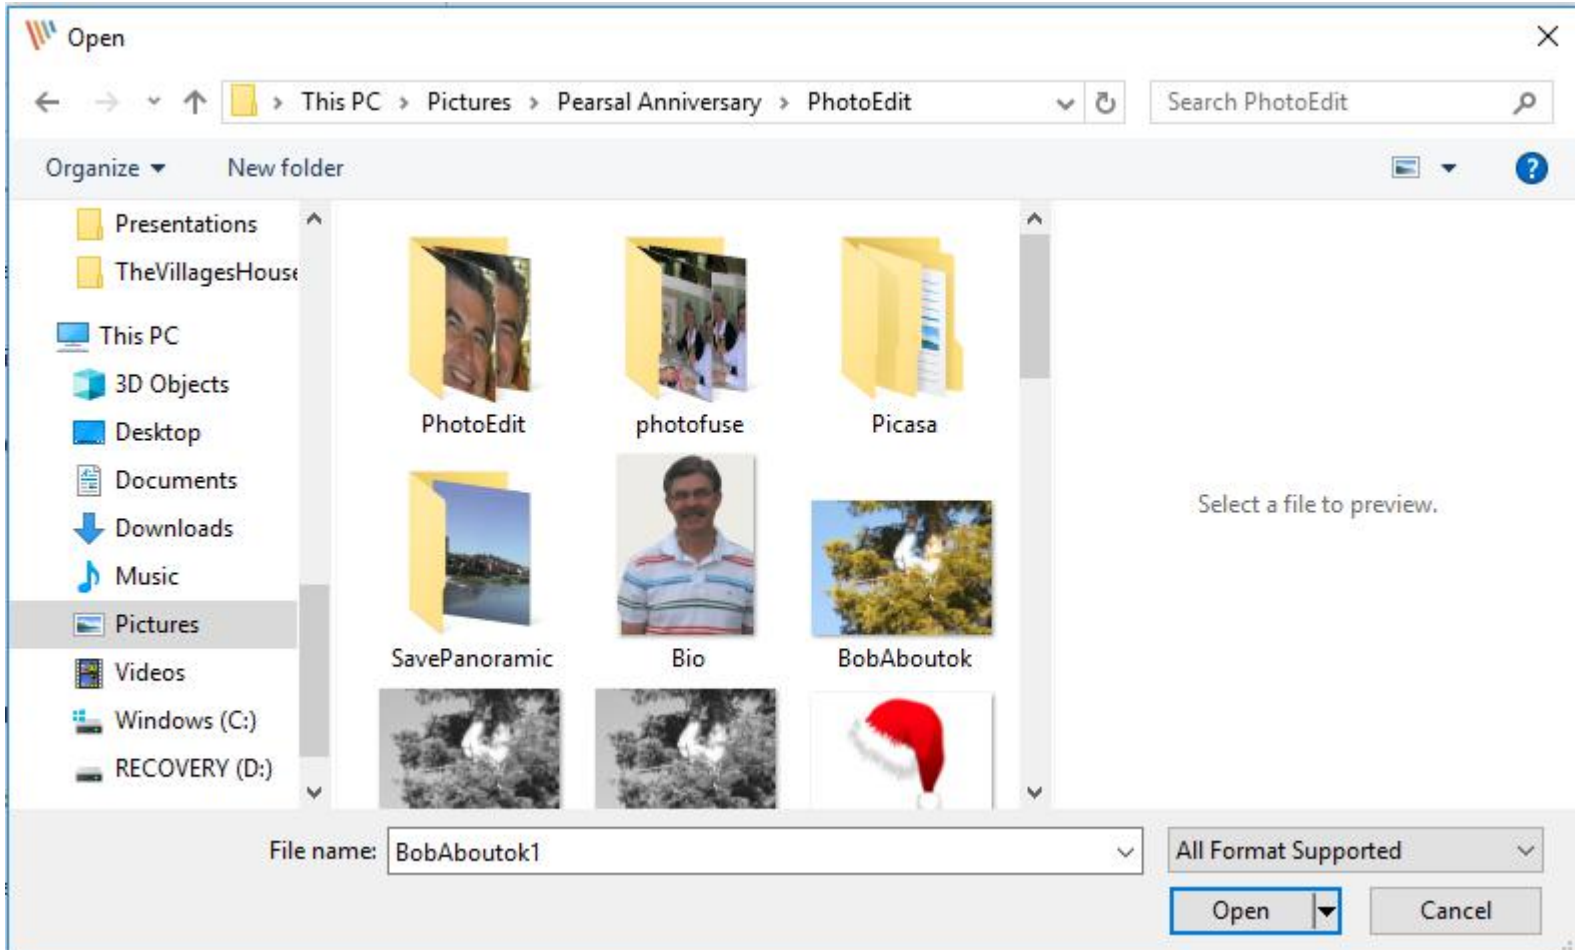 Open
This PC > Pictures > Pearsal Anniversary > PhotoEdit
Search PhotoEdit
Organize
New folder
?
Presentations
TheVillagesHouse
This PC
3D Objects
Desktop
Documents
Downloads
Music
Pictures
Videos
Windows (C:)
RECOVERY (D:)
PhotoEdit
photofuse
Picasa
SavePanoramic
Bio
BobAboutok
Select a file to preview.
File name: BobAboutok1
All Format Supported
Open
Cancel